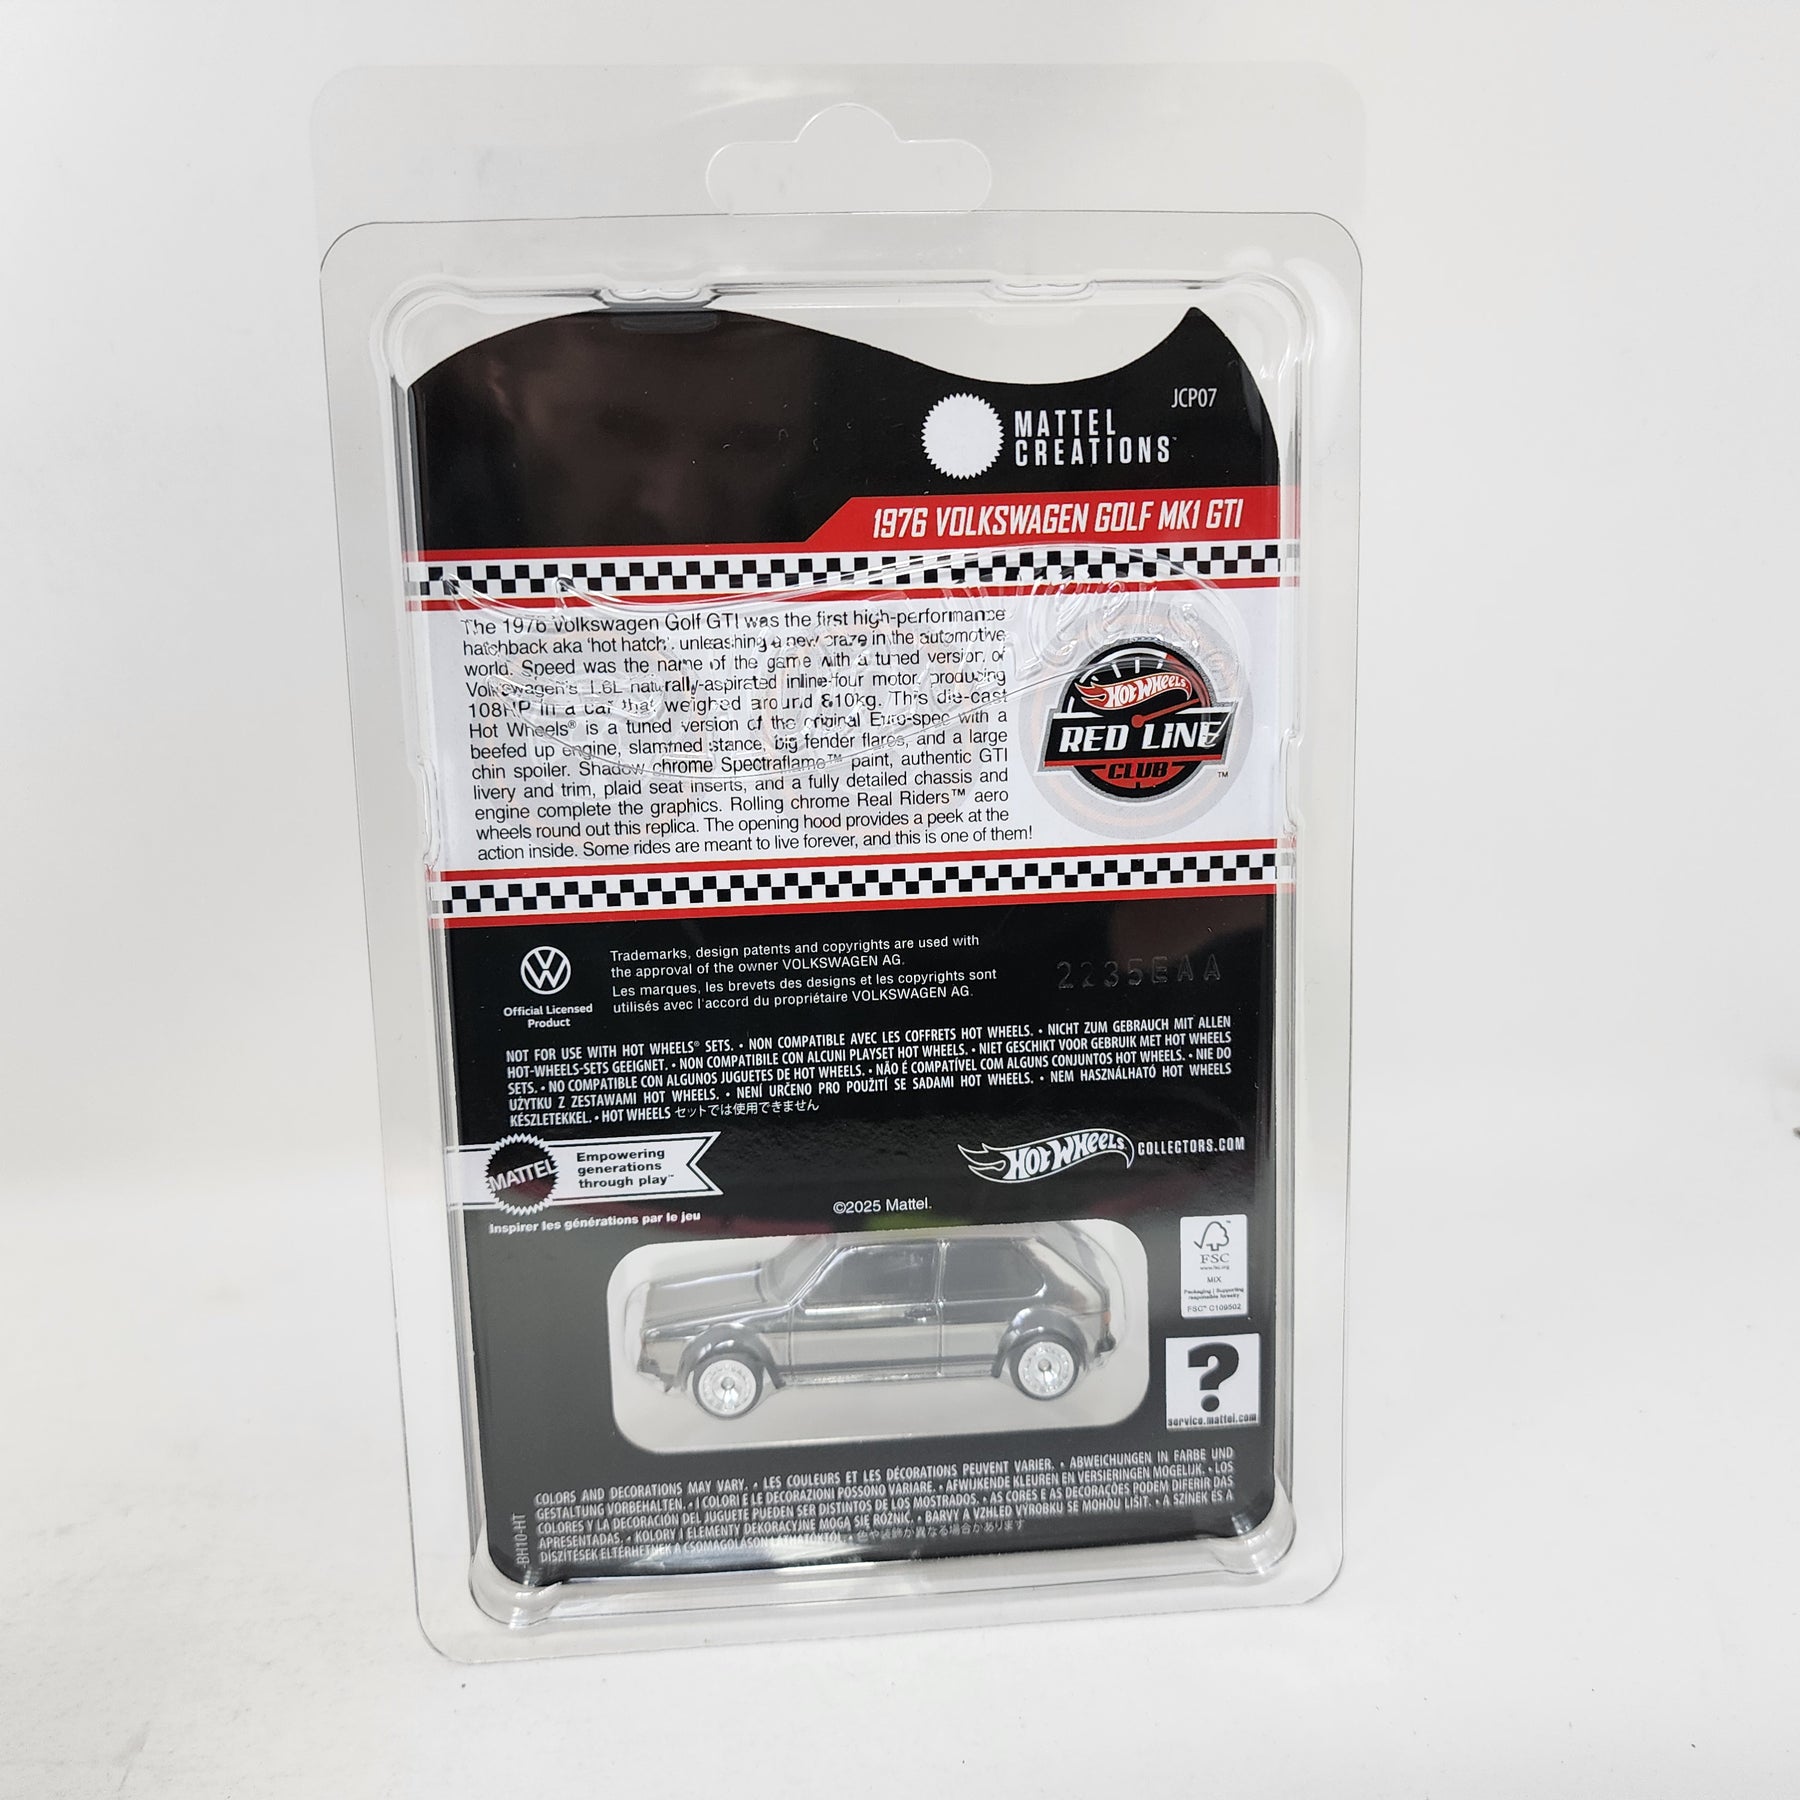 JCP07
MATTEL
CREATIONS™
1976 VOLKSWAGEN GOLF MK1 GTI
The 1976 Volkswagen Golf GTI was the first high-performance
hatchback aka 'hot hatch', unleashing a new craze in the automotive
world. Speed was the name of the game with a tuned version of
Volkswagen's 1.6L naturally-aspirated inline-four motor, producing
108HP in a car that weighed around 810kg. This die-cast
Hot Wheels® is a tuned version of the original Euro-spec with a
beefed up engine, slammed stance, big fender flares, and a large
chin spoiler. Shadow chrome Spectraflame™ paint, authentic GTI
livery and trim, plaid seat inserts, and a fully detailed chassis and
engine complete the graphics. Rolling chrome Real Riders™ aero
wheels round out this replica. The opening hood provides a peek at the
action inside. Some rides are meant to live forever, and this is one of them!
HOT WHEELS
RED LINE
CLUB
™
Official Licensed
Product
Trademarks, design patents and copyrights are used with
the approval of the owner VOLKSWAGEN AG.
Les marques, les brevets des designs et les copyrights sont
utilisés avec l'accord du propriétaire VOLKSWAGEN AG.
2235EAA
NOT FOR USE WITH HOT WHEELS® SETS. • NON COMPATIBLE AVEC LES COFFRETS HOT WHEELS. • NICHT ZUM GEBRAUCH MIT ALLEN
HOT-WHEELS-SETS GEEIGNET. • NON COMPATIBILE CON ALCUNI PLAYSET HOT WHEELS. • NIET GESCHIKT VOOR GEBRUIK MET HOT WHEELS
SETS. • NO COMPATIBLE CON ALGUNOS JUGUETES DE HOT WHEELS. • NÃO É COMPATÍVEL COM ALGUNS CONJUNTOS HOT WHEELS. • NIE DO
UŻYTKU Z ZESTAWAMI HOT WHEELS. • NENÍ URČENO PRO POUŽITÍ SE SADAMI HOT WHEELS. • NEM HASZNÁLHATÓ HOT WHEELS
KÉSZLETEKKEL. • HOT WHEELS セットでは使用できません
MATTEL
Empowering
generations
through play™
Inspirer les générations par le jeu
HOT WHEELS COLLECTORS.COM
©2025 Mattel.
FSC
www.fsc.org
MIX
Packaging | Supporting
responsible forestry
FSC® C109502
?
service.mattel.com
COLORS AND DECORATIONS MAY VARY. • LES COULEURS ET LES DÉCORATIONS PEUVENT VARIER. • ABWEICHUNGEN IN FARBE UND
GESTALTUNG VORBEHALTEN. • I COLORI E LE DECORAZIONI POSSONO VARIARE. • AFWIJKENDE KLEUREN EN VERSIERINGEN MOGELIJK. • LOS
COLORES Y LA DECORACIÓN DEL JUGUETE PUEDEN SER DISTINTOS DE LOS MOSTRADOS. • AS CORES E AS DECORAÇÕES PODEM DIFERIR DAS
APRESENTADAS. • KOLORY I ELEMENTY DEKORACYJNE MOGĄ SIĘ RÓŻNIĆ. • BARVY A VZHLED VÝROBKU SE MOHOU LIŠIT. • A SZÍNEK ÉS A
DÍSZÍTÉSEK ELTÉRHETNEK A CSOMAGOLÁSON LÁTHATÓKTÓL. • 色や装飾が異なる場合があります
-BH10-HT